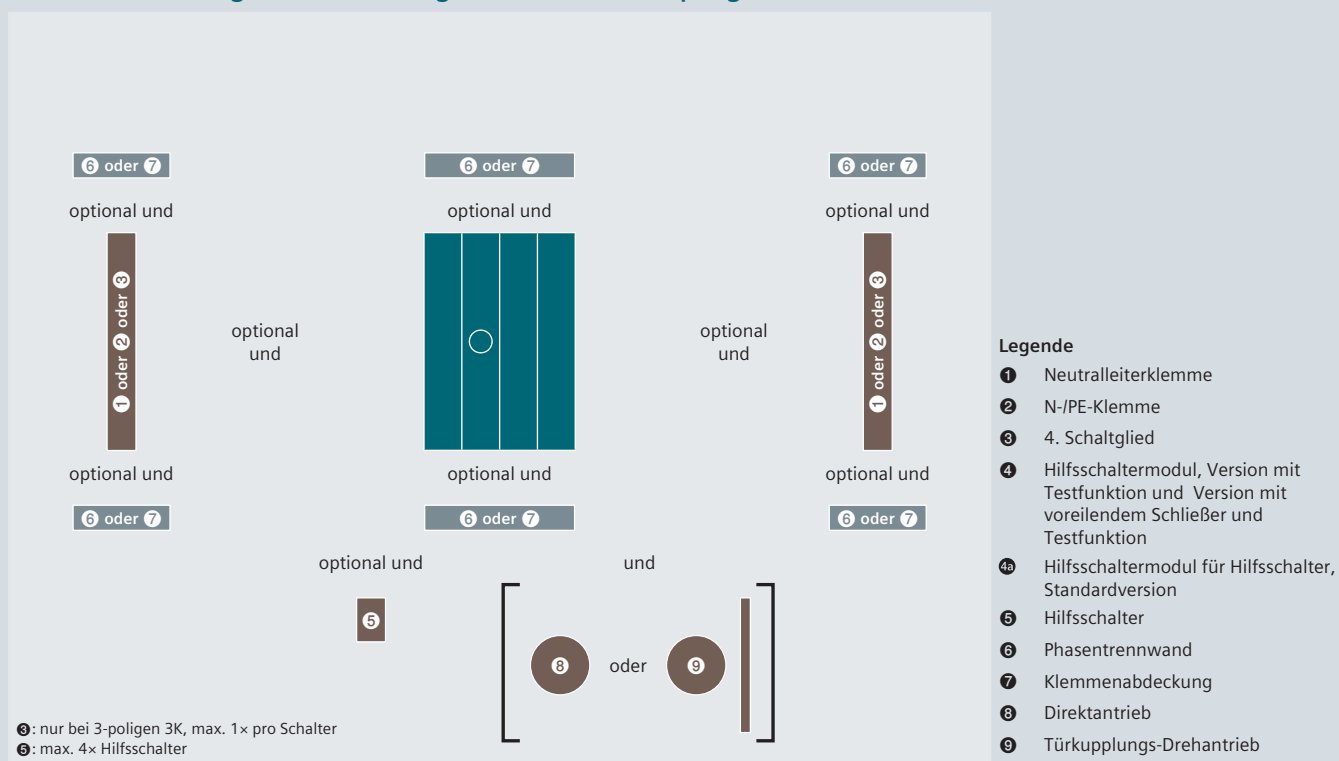 ❻ oder ❼
❻ oder ❼
❻ oder ❼
optional und
optional und
optional und
❶ oder ❷ oder ❸
optional
und
optional
und
❶ oder ❷ oder ❸
optional und
optional und
optional und
❻ oder ❼
❻ oder ❼
❻ oder ❼
optional und
und
❺
❽
oder
❾
❸: nur bei 3-poligen 3K, max. 1× pro Schalter
❺: max. 4× Hilfsschalter
Legende
❶ Neutralleiterklemme
❷ N-/PE-Klemme
❸ 4. Schaltglied
❹ Hilfsschaltermodul, Version mit
Testfunktion und Version mit
voreilendem Schließer und
Testfunktion
4a Hilfsschaltermodul für Hilfsschalter,
Standardversion
❺ Hilfsschalter
❻ Phasentrennwand
❼ Klemmenabdeckung
❽ Direktantrieb
❾ Türkupplungs-Drehantrieb